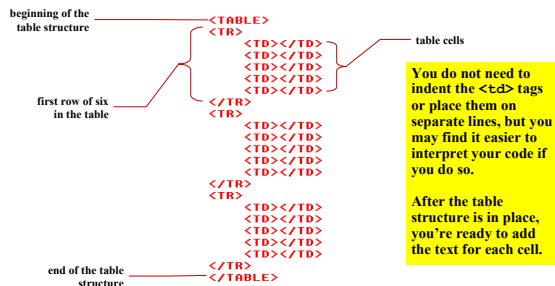 beginning of the
table structure
<TABLE>
<TR>
<TD></TD>
<TD></TD>
<TD></TD>
<TD></TD>
<TD></TD>
</TR>
table cells
first row of six
in the table
<TR>
<TD></TD>
<TD></TD>
<TD></TD>
<TD></TD>
<TD></TD>
</TR>
<TR>
<TD></TD>
<TD></TD>
<TD></TD>
<TD></TD>
<TD></TD>
</TR>
</TABLE>
end of the table
structure
You do not need to
indent the <td> tags
or place them on
separate lines, but you
may find it easier to
interpret your code if
you do so.
After the table
structure is in place,
you’re ready to add
the text for each cell.